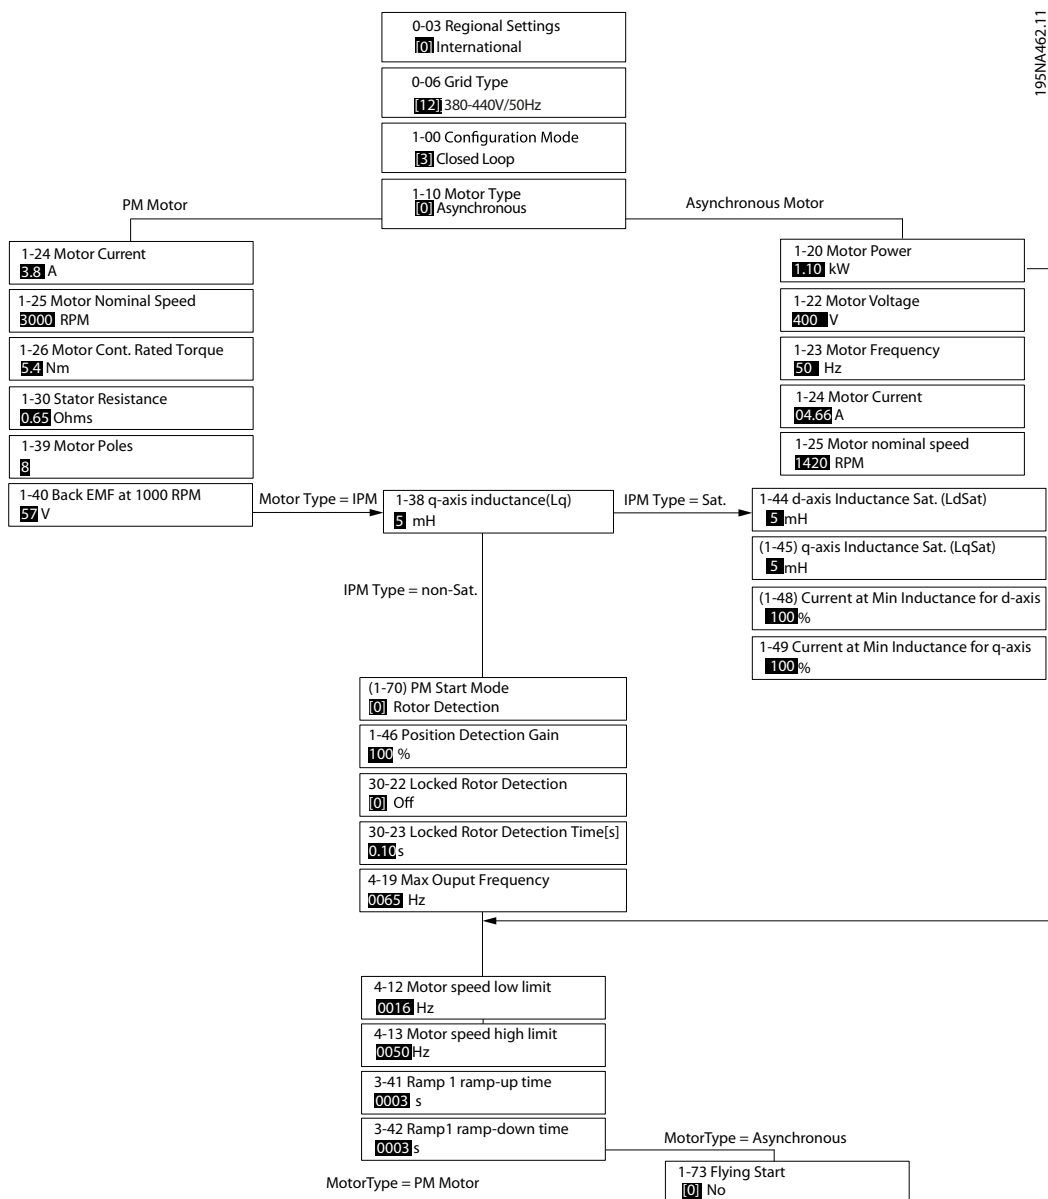 195NA462.11
0-03 Regional Settings
[0] International
0-06 Grid Type
[12] 380-440V/50Hz
1-00 Configuration Mode
[3] Closed Loop
1-10 Motor Type
[0] Asynchronous
PM Motor
Asynchronous Motor
1-24 Motor Current
3.8 A
1-25 Motor Nominal Speed
3000 RPM
1-26 Motor Cont. Rated Torque
5.4 Nm
1-30 Stator Resistance
0.65 Ohms
1-39 Motor Poles
8
1-40 Back EMF at 1000 RPM
57 V
1-20 Motor Power
1.10 kW
1-22 Motor Voltage
400 V
1-23 Motor Frequency
50 Hz
1-24 Motor Current
04.66 A
1-25 Motor nominal speed
1420 RPM
Motor Type = IPM
1-38 q-axis inductance(Lq)
5 mH
IPM Type = Sat.
1-44 d-axis Inductance Sat. (LdSat)
5 mH
(1-45) q-axis Inductance Sat. (LqSat)
5 mH
(1-48) Current at Min Inductance for d-axis
100 %
1-49 Current at Min Inductance for q-axis
100 %
IPM Type = non-Sat.
(1-70) PM Start Mode
[0] Rotor Detection
1-46 Position Detection Gain
100 %
30-22 Locked Rotor Detection
[0] Off
30-23 Locked Rotor Detection Time[s]
0.10 s
4-19 Max Ouput Frequency
0065 Hz
4-12 Motor speed low limit
0016 Hz
4-13 Motor speed high limit
0050 Hz
3-41 Ramp 1 ramp-up time
0003 s
3-42 Ramp1 ramp-down time
0003 s
MotorType = Asynchronous
1-73 Flying Start
[0] No
MotorType = PM Motor